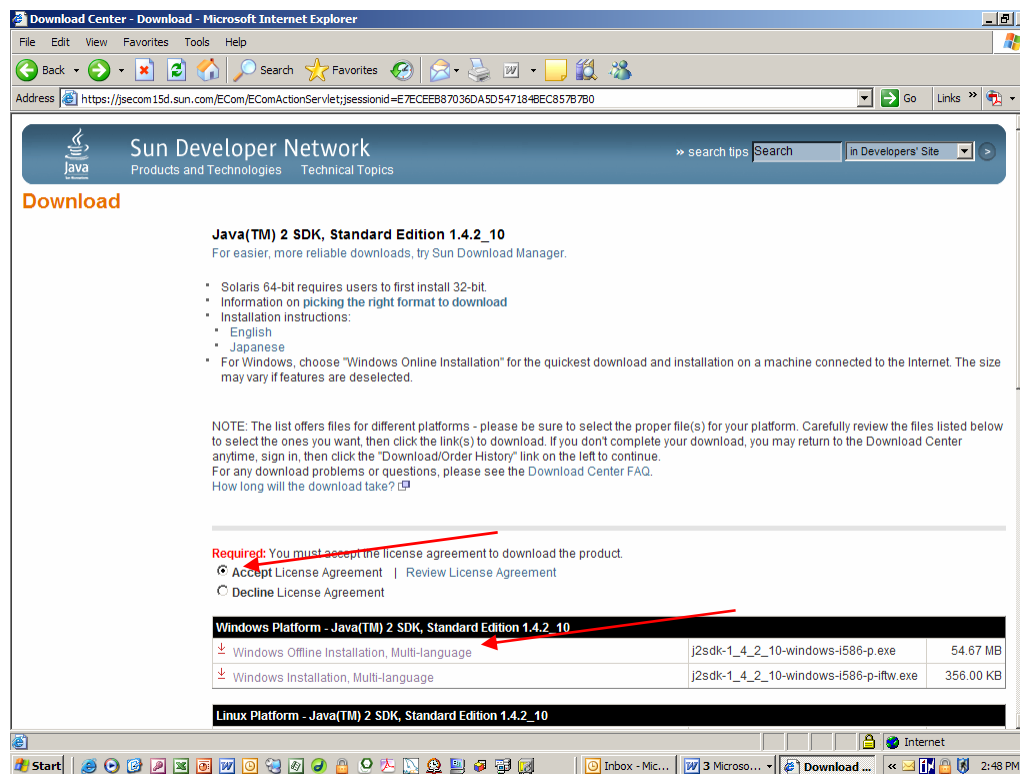 Download Center - Download - Microsoft Internet Explorer
File Edit View Favorites Tools Help
Back Search Favorites
Address https://jsecom15d.sun.com/ECom/EComActionServlet;jsessionid=E7ECEEB87036DA5D547184BEC857B7B0 Go Links »
Java
Sun Developer Network
» search tips Search in Developers' Site >
Products and Technologies Technical Topics
Download
Java(TM) 2 SDK, Standard Edition 1.4.2_10
For easier, more reliable downloads, try Sun Download Manager.
Solaris 64-bit requires users to first install 32-bit.
Information on picking the right format to download
Installation instructions:
English
Japanese
For Windows, choose "Windows Online Installation" for the quickest download and installation on a machine connected to the Internet. The size
may vary if features are deselected.
NOTE: The list offers files for different platforms - please be sure to select the proper file(s) for your platform. Carefully review the files listed below
to select the ones you want, then click the link(s) to download. If you don't complete your download, you may return to the Download Center
anytime, sign in, then click the "Download/Order History" link on the left to continue.
For any download problems or questions, please see the Download Center FAQ.
How long will the download take?
Required: You must accept the license agreement to download the product.
Accept License Agreement | Review License Agreement
Decline License Agreement
Windows Platform - Java(TM) 2 SDK, Standard Edition 1.4.2_10
Windows Offline Installation, Multi-language j2sdk-1_4_2_10-windows-i586-p.exe 54.67 MB
Windows Installation, Multi-language j2sdk-1_4_2_10-windows-i586-p-iftw.exe 356.00 KB
Linux Platform - Java(TM) 2 SDK, Standard Edition 1.4.2_10
Internet
Start Inbox - Mic... 3 Microso... Download ... « 2:48 PM